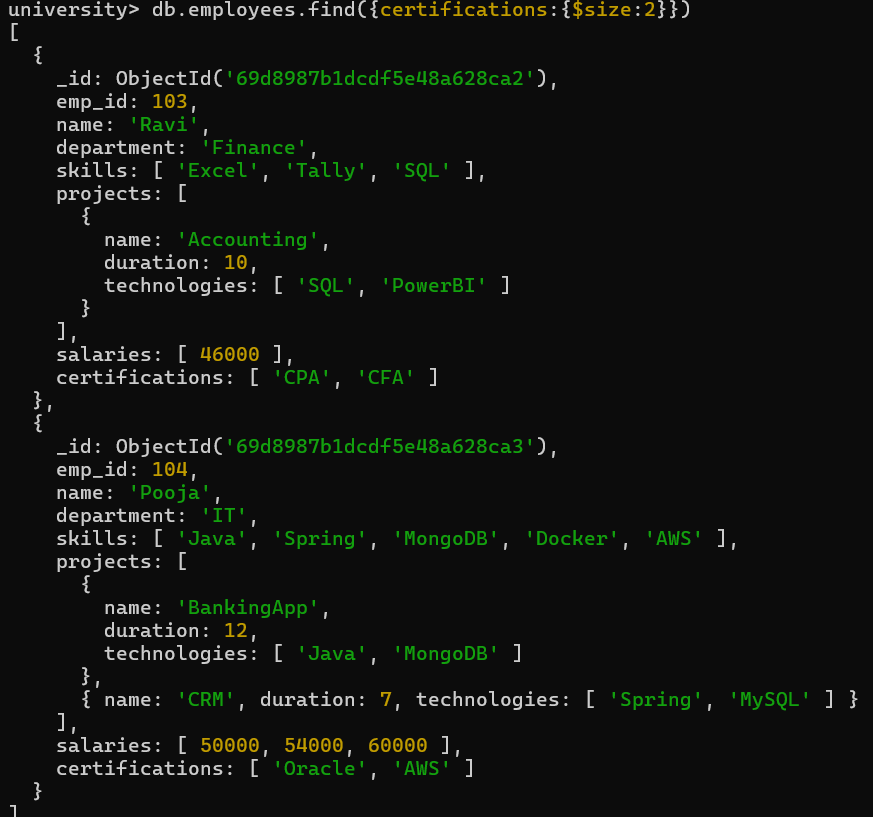 university> db.employees.find({certifications:{$size:2}})
[
  {
    _id: ObjectId('69d8987b1dcdf5e48a628ca2'),
    emp_id: 103,
    name: 'Ravi',
    department: 'Finance',
    skills: [ 'Excel', 'Tally', 'SQL' ],
    projects: [
      {
        name: 'Accounting',
        duration: 10,
        technologies: [ 'SQL', 'PowerBI' ]
      }
    ],
    salaries: [ 46000 ],
    certifications: [ 'CPA', 'CFA' ]
  },
  {
    _id: ObjectId('69d8987b1dcdf5e48a628ca3'),
    emp_id: 104,
    name: 'Pooja',
    department: 'IT',
    skills: [ 'Java', 'Spring', 'MongoDB', 'Docker', 'AWS' ],
    projects: [
      {
        name: 'BankingApp',
        duration: 12,
        technologies: [ 'Java', 'MongoDB' ]
      },
      { name: 'CRM', duration: 7, technologies: [ 'Spring', 'MySQL' ] }
    ],
    salaries: [ 50000, 54000, 60000 ],
    certifications: [ 'Oracle', 'AWS' ]
  }
]